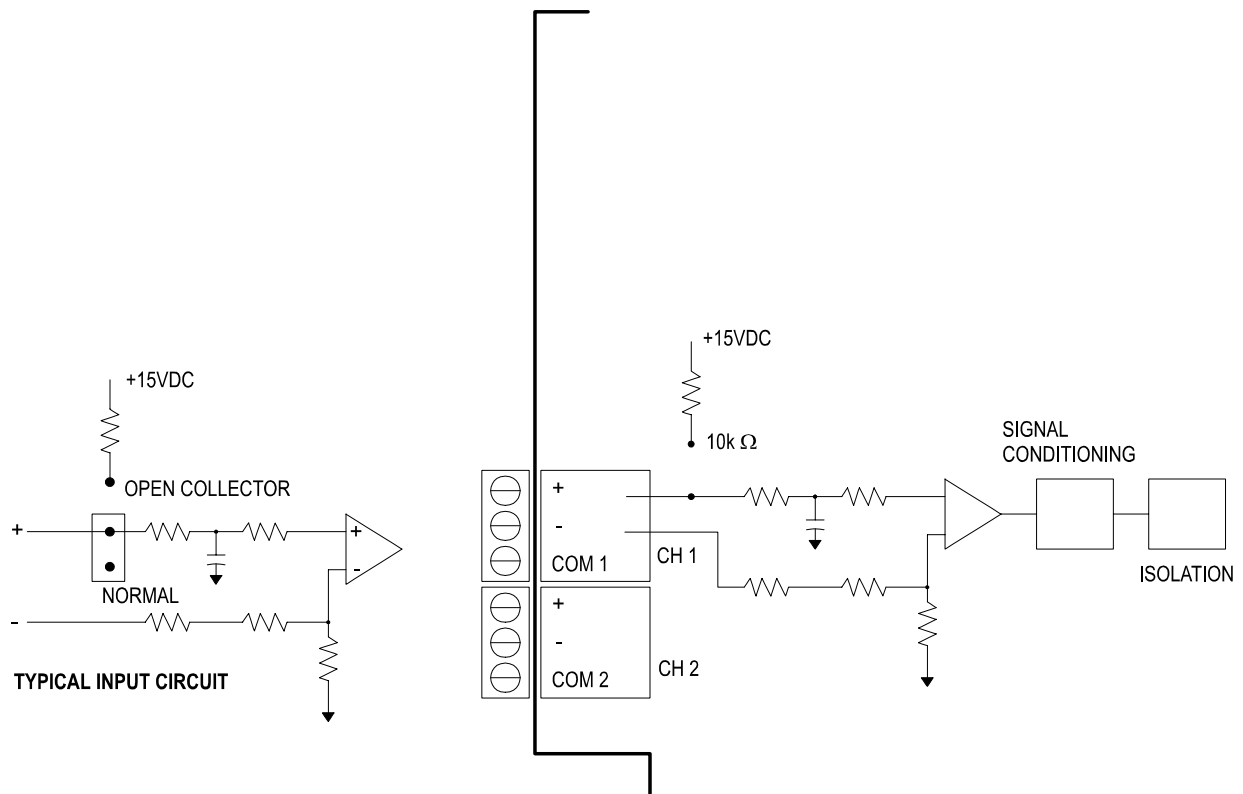 +15VDC
OPEN COLLECTOR
+
+
-
NORMAL
-
TYPICAL INPUT CIRCUIT
+15VDC
10k Ω
+
-
COM 1
CH 1
+
-
COM 2
CH 2
SIGNAL
CONDITIONING
ISOLATION